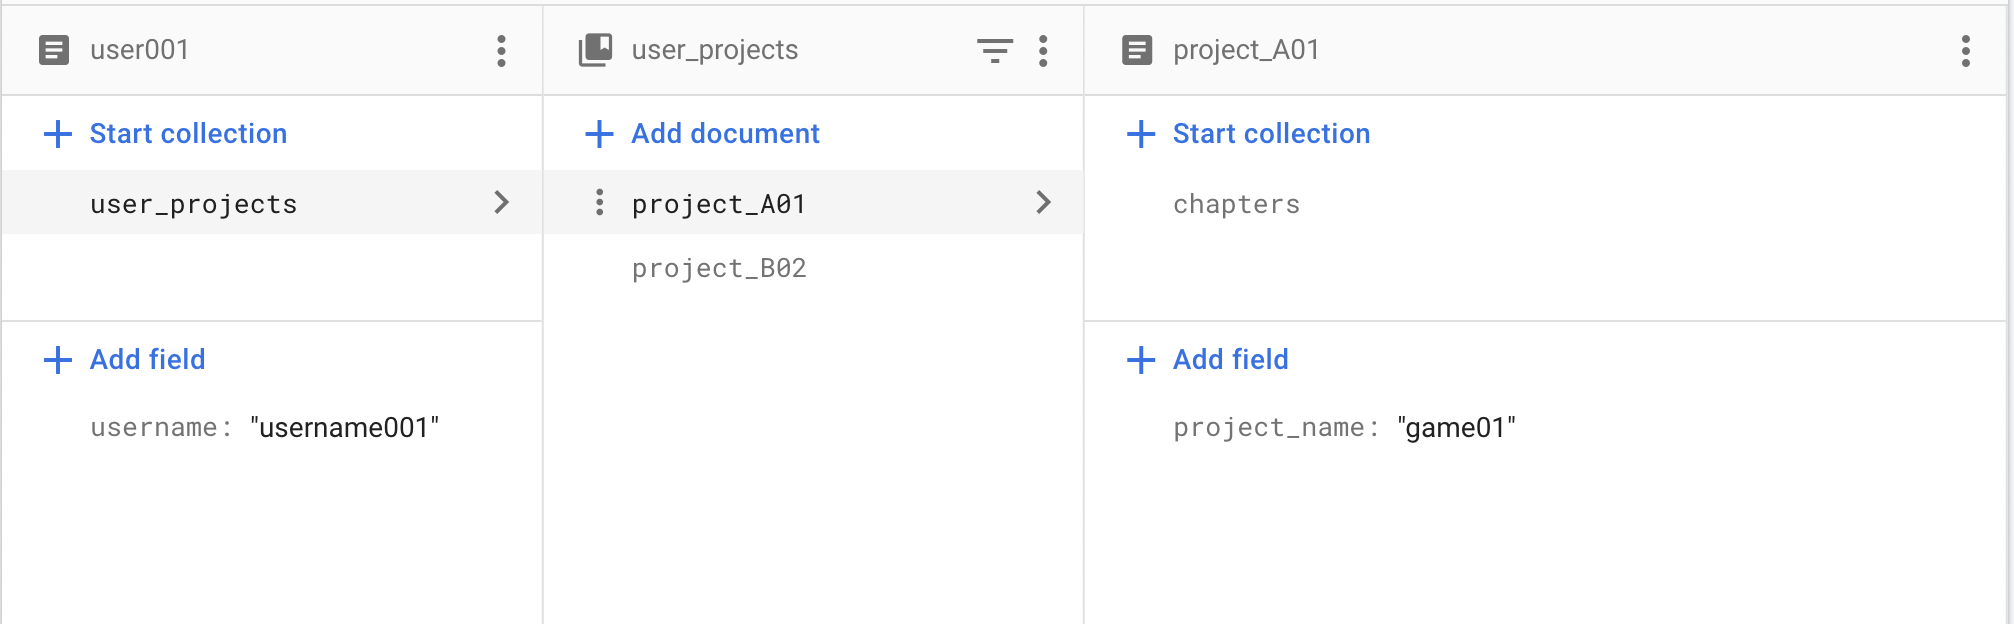 user001
Start collection
user_projects
Add field
username: "username001"
user_projects
Add document
project_A01
project_B02
project_A01
Start collection
chapters
Add field
project_name: "game01"